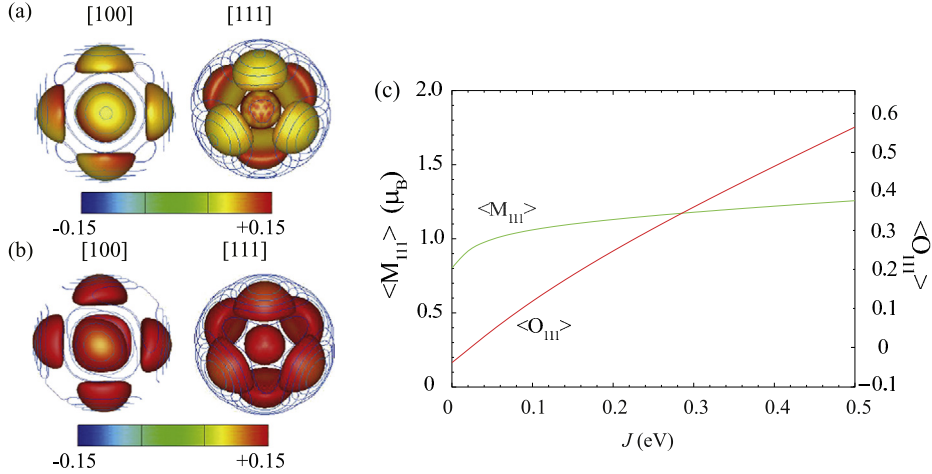 (a)
[100] [111]
-0.15 +0.15
(b)
[100] [111]
-0.15 +0.15
(c)
2.0
1.5
1.0
0.5
0
<M111> (μB)
<M111>
<O111>
0.6
0.5
0.4
0.3
0.2
0.1
0
−0.1
<O111>
0 0.1 0.2 0.3 0.4 0.5
J (eV)